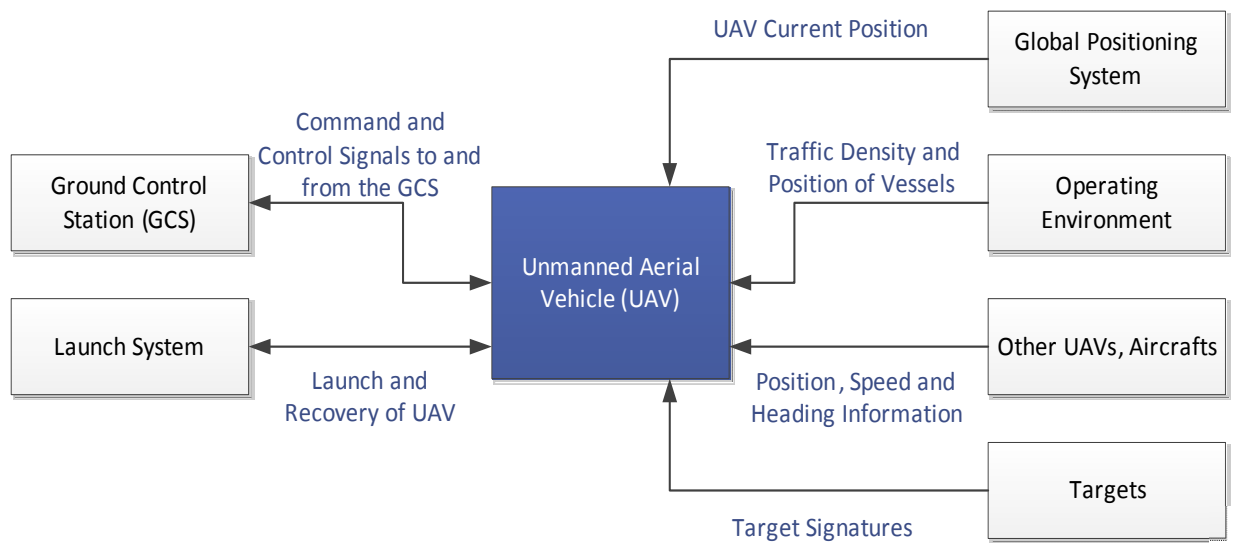 UAV Current Position
Global Positioning
System
Command and
Control Signals to and
from the GCS
Ground Control
Station (GCS)
Traffic Density and
Position of Vessels
Operating
Environment
Unmanned Aerial
Vehicle (UAV)
Launch System
Launch and
Recovery of UAV
Other UAVs, Aircrafts
Position, Speed and
Heading Information
Targets
Target Signatures